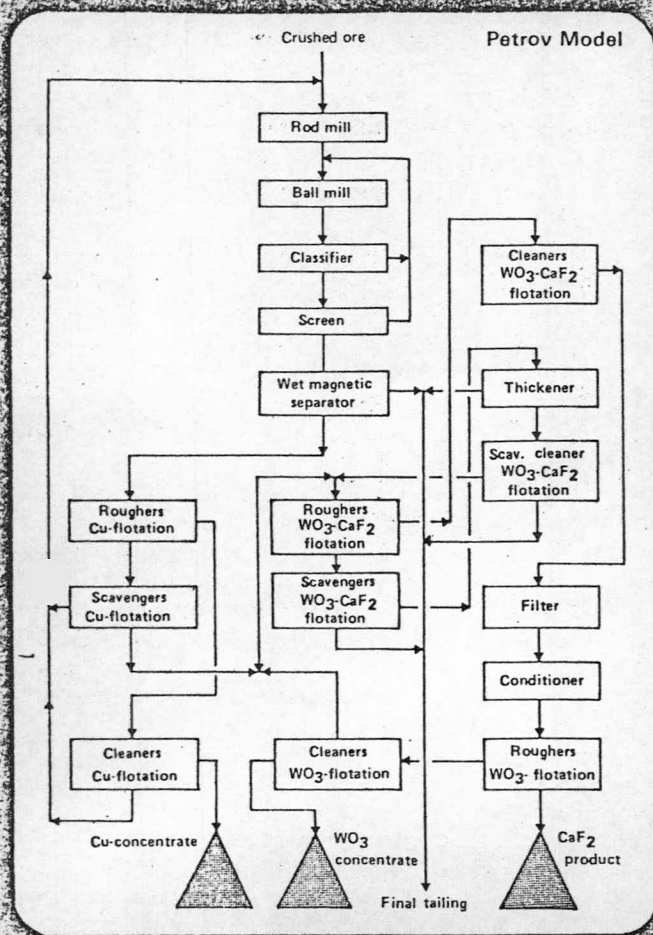 Crushed ore
Petrov Model
Rod mill
Ball mill
Classifier
Screen
Wet magnetic
separator
Cleaners
WO3-CaF2
flotation
Thickener
Scav. cleaner
WO3-CaF2
flotation
Roughers
Cu-flotation
Roughers
WO3-CaF2
flotation
Scavengers
Cu-flotation
Scavengers
WO3-CaF2
flotation
Filter
Conditioner
Cleaners
Cu-flotation
Cleaners
WO3-flotation
Roughers
WO3- flotation
Cu-concentrate
WO3
concentrate
CaF2
product
Final tailing